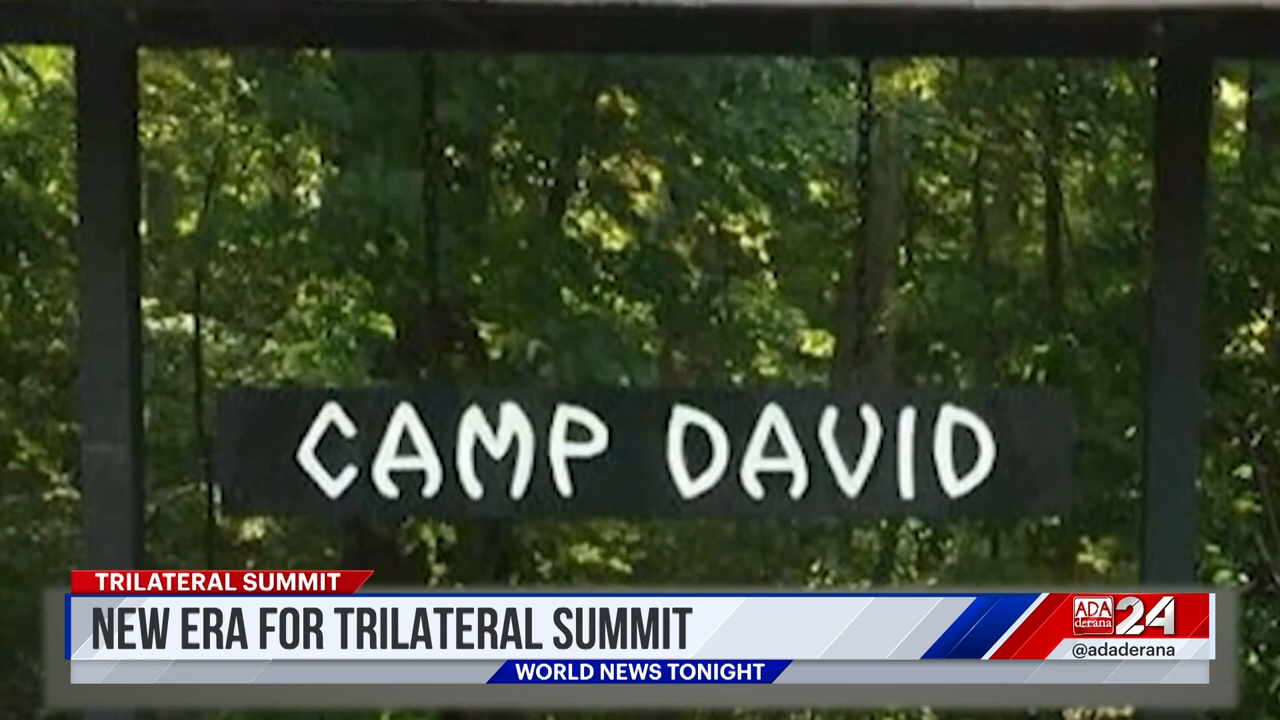 CAMP DAVID
TRILATERAL SUMMIT
NEW ERA FOR TRILATERAL SUMMIT
ADA
derana
24
@adaderana
WORLD NEWS TONIGHT